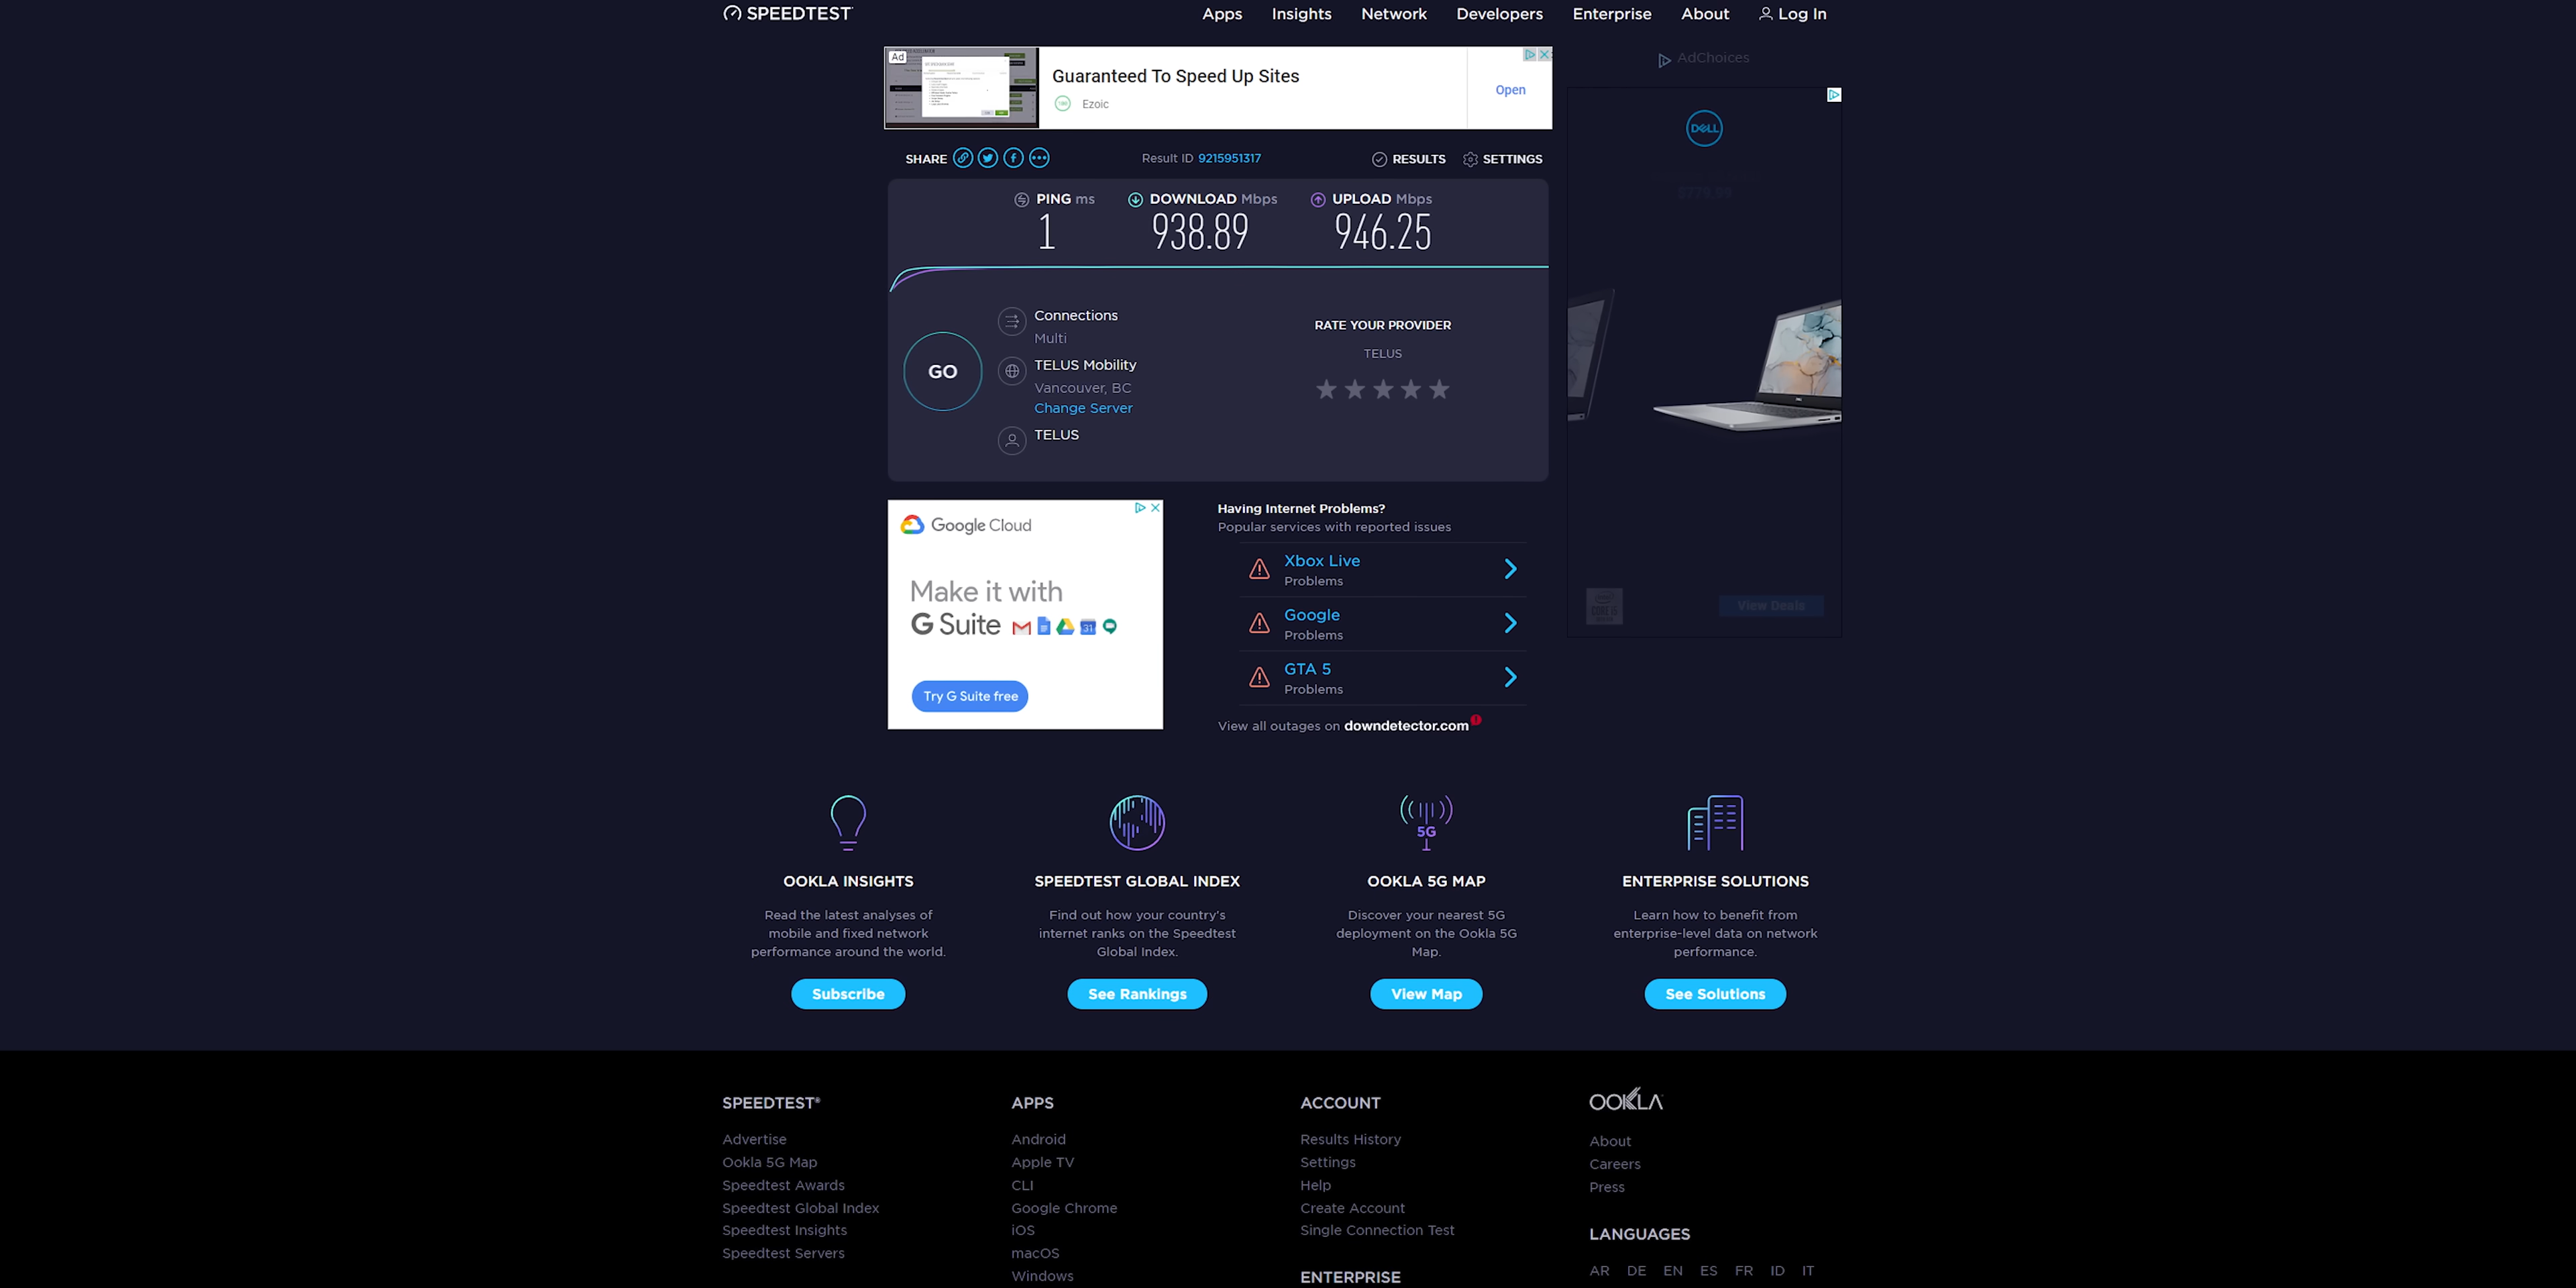 SPEEDTEST
Apps Insights Network Developers Enterprise About Log In
Ad
Guaranteed To Speed Up Sites
Ezoic
Open
AdChoices
DELL
SHARE
Result ID 9215951317
RESULTS SETTINGS
PING ms DOWNLOAD Mbps UPLOAD Mbps
1 938.89 946.25
$779.99
GO
Connections
Multi
TELUS Mobility
Vancouver, BC
Change Server
TELUS
RATE YOUR PROVIDER
TELUS
Google Cloud
Make it with
G Suite 31
Try G Suite free
Having Internet Problems?
Popular services with reported issues
Xbox Live
Problems
Google
Problems
GTA 5
Problems
View all outages on downdetector.com
View Deals
5G
OOKLA INSIGHTS
Read the latest analyses of
mobile and fixed network
performance around the world.
Subscribe
SPEEDTEST GLOBAL INDEX
Find out how your country's
internet ranks on the Speedtest
Global Index.
See Rankings
OOKLA 5G MAP
Discover your nearest 5G
deployment on the Ookla 5G
Map.
View Map
ENTERPRISE SOLUTIONS
Learn how to benefit from
enterprise-level data on network
performance.
See Solutions
SPEEDTEST®
Advertise
Ookla 5G Map
Speedtest Awards
Speedtest Global Index
Speedtest Insights
Speedtest Servers
APPS
Android
Apple TV
CLI
Google Chrome
iOS
macOS
Windows
ACCOUNT
Results History
Settings
Help
Create Account
Single Connection Test
ENTERPRISE
OOKLA
About
Careers
Press
LANGUAGES
AR DE EN ES FR ID IT